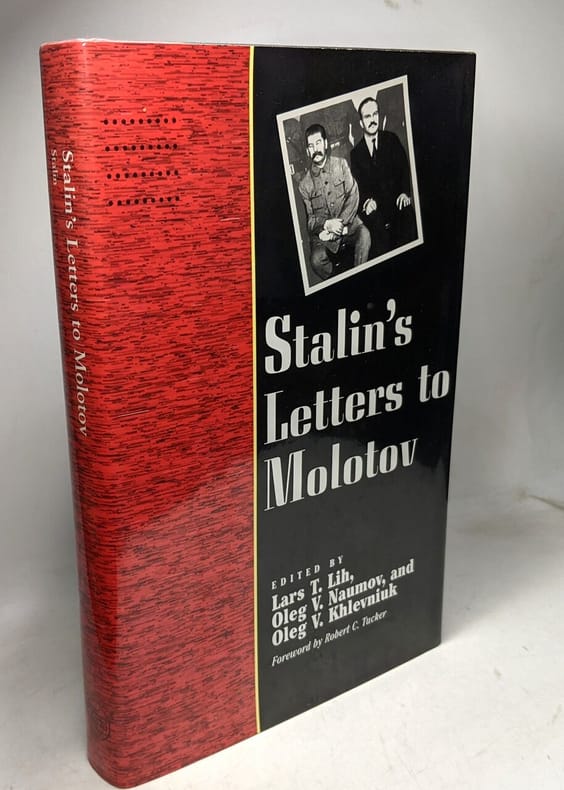 Stalin's Letters to Molotov
Stalin
Stalin's
Letters to
Molotov
EDITED BY
Lars T. Lih,
Oleg V. Naumov, and
Oleg V. Khlevniuk
Foreword by Robert C. Tucker